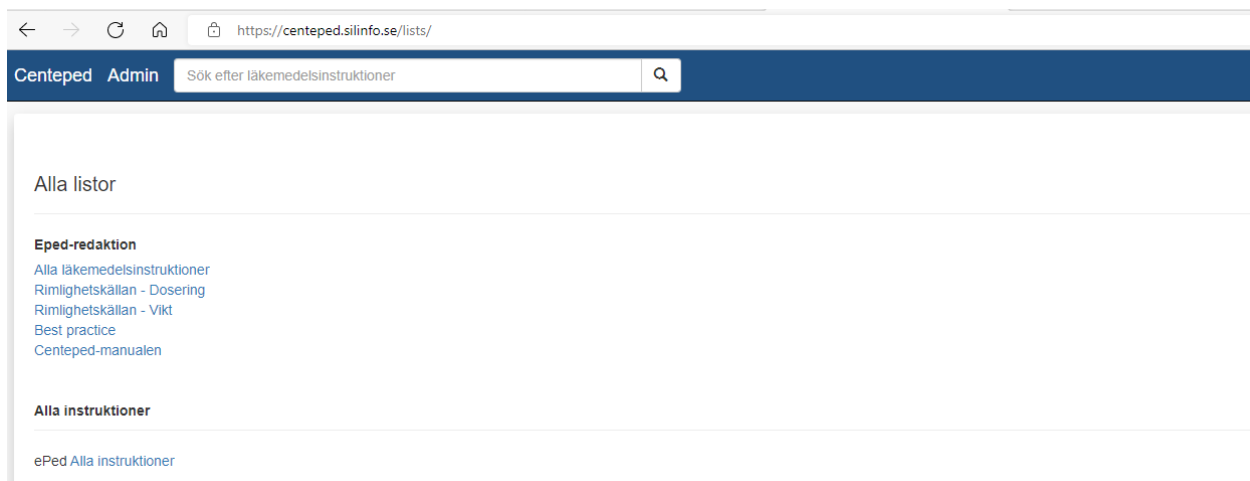 https://centeped.silinfo.se/lists/
Centeped Admin Sök efter läkemedelsinstruktioner
Alla listor
Eped-redaktion
Alla läkemedelsinstruktioner
Rimlighetskällan - Dosering
Rimlighetskällan - Vikt
Best practice
Centeped-manualen
Alla instruktioner
ePed Alla instruktioner